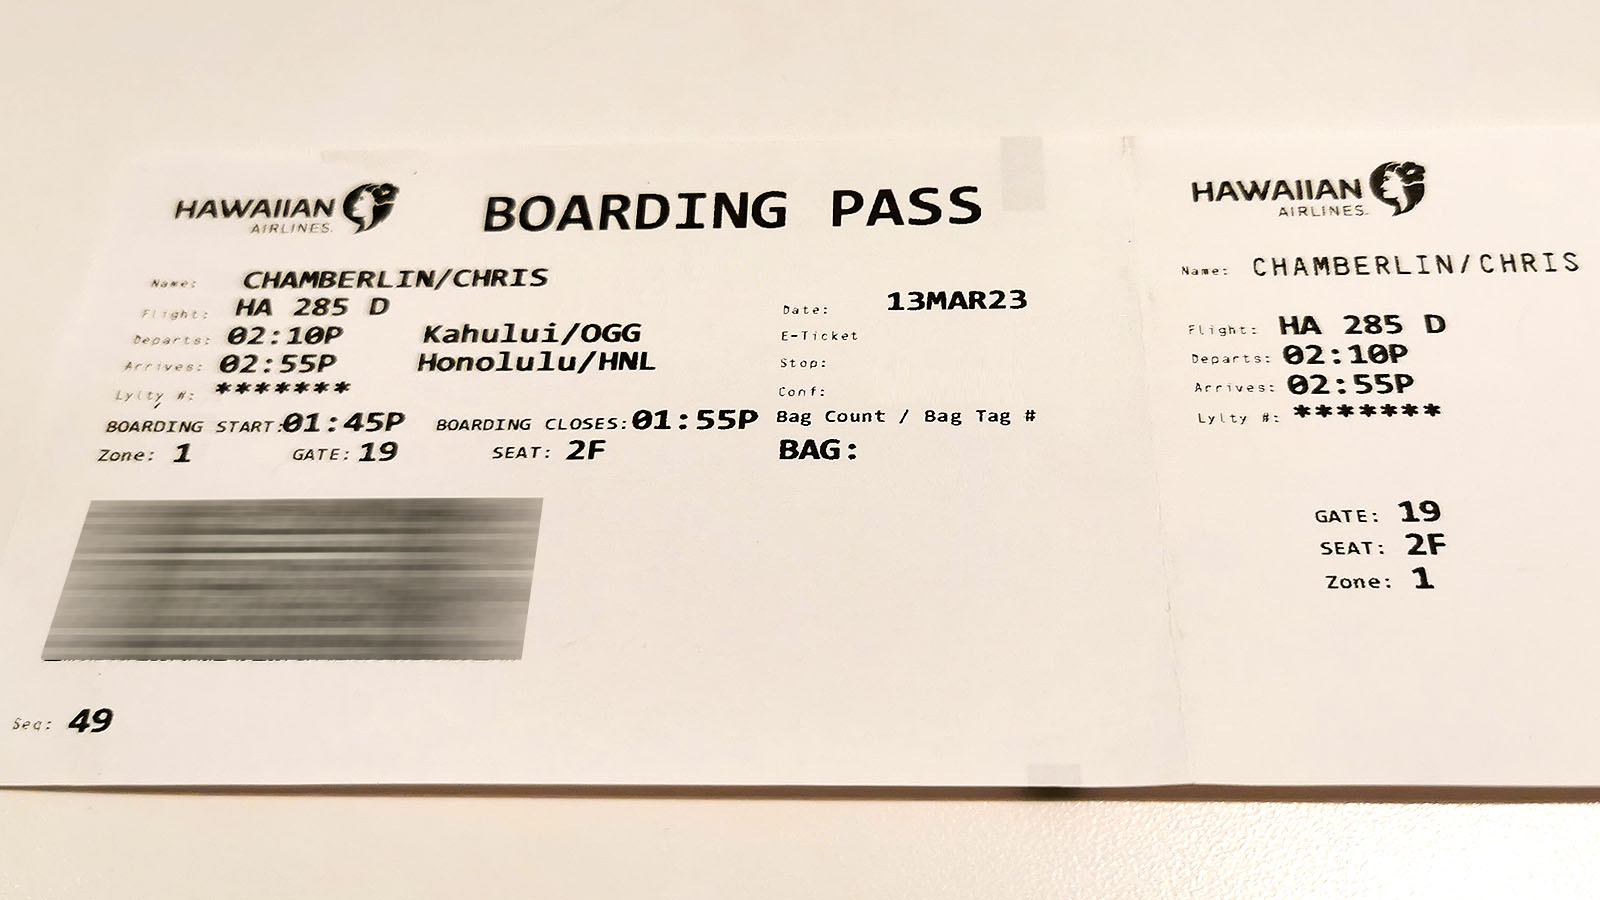 HAWAIIAN AIRLINES. BOARDING PASS
Name: CHAMBERLIN/CHRIS
Flight: HA 285 D
Departs: 02:10P Kahului/OGG
Arrives: 02:55P Honolulu/HNL
Lylty #: *******
BOARDING START:01:45P BOARDING CLOSES:01:55P
Zone: 1 GATE: 19 SEAT: 2F
Date: 13MAR23
E-Ticket
Stop:
Conf:
Bag Count / Bag Tag #
BAG:
Seq: 49
HAWAIIAN
AIRLINES.
Name: CHAMBERLIN/CHRIS
Flight: HA 285 D
Departs: 02:10P
Arrives: 02:55P
Lylty #: *******
GATE: 19
SEAT: 2F
Zone: 1